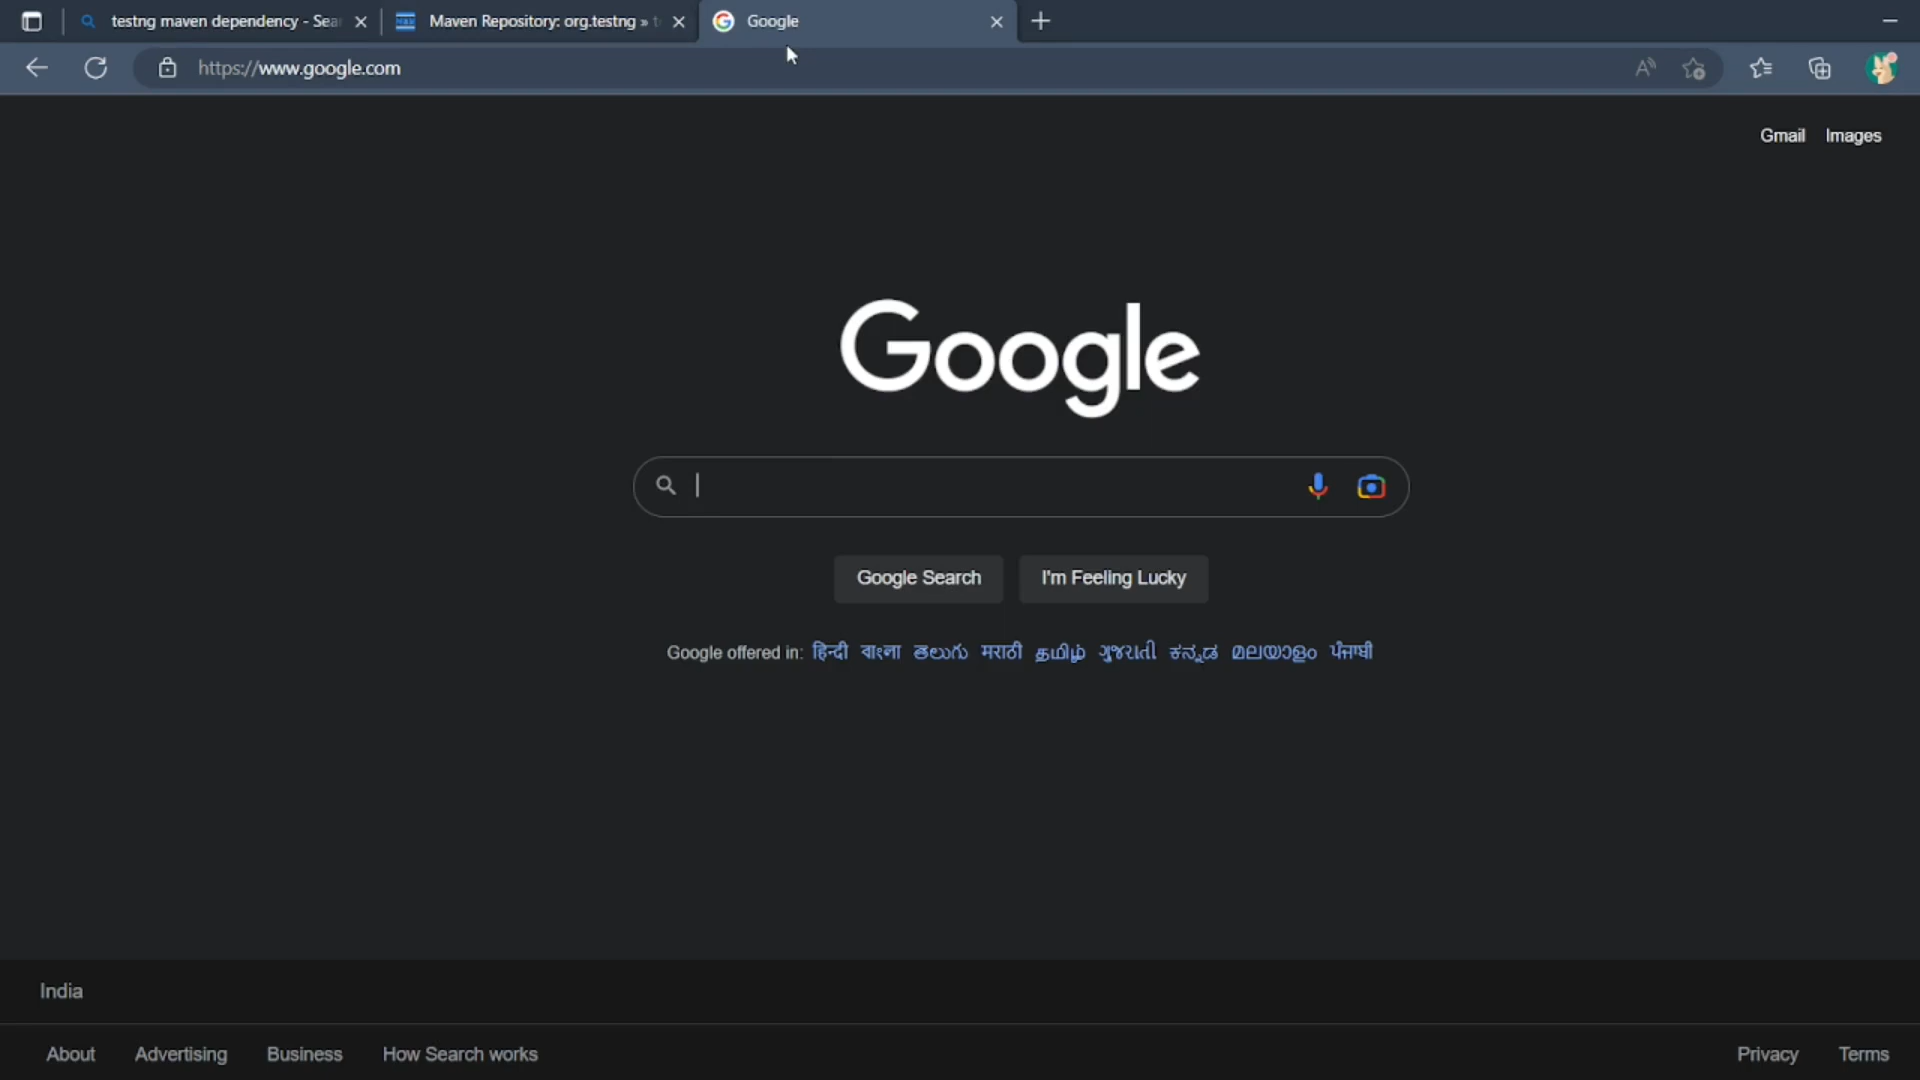 testng maven dependency - Sea
Maven Repository: org.testng » t
Google
https://www.google.com
Gmail Images
Google
Google Search
I'm Feeling Lucky
Google offered in: हिन्दी বাংলা తెలుగు मराठी தமிழ் ગુજરાતી ಕನ್ನಡ മലയാളം ਪੰਜਾਬੀ
India
About Advertising Business How Search works
Privacy Terms